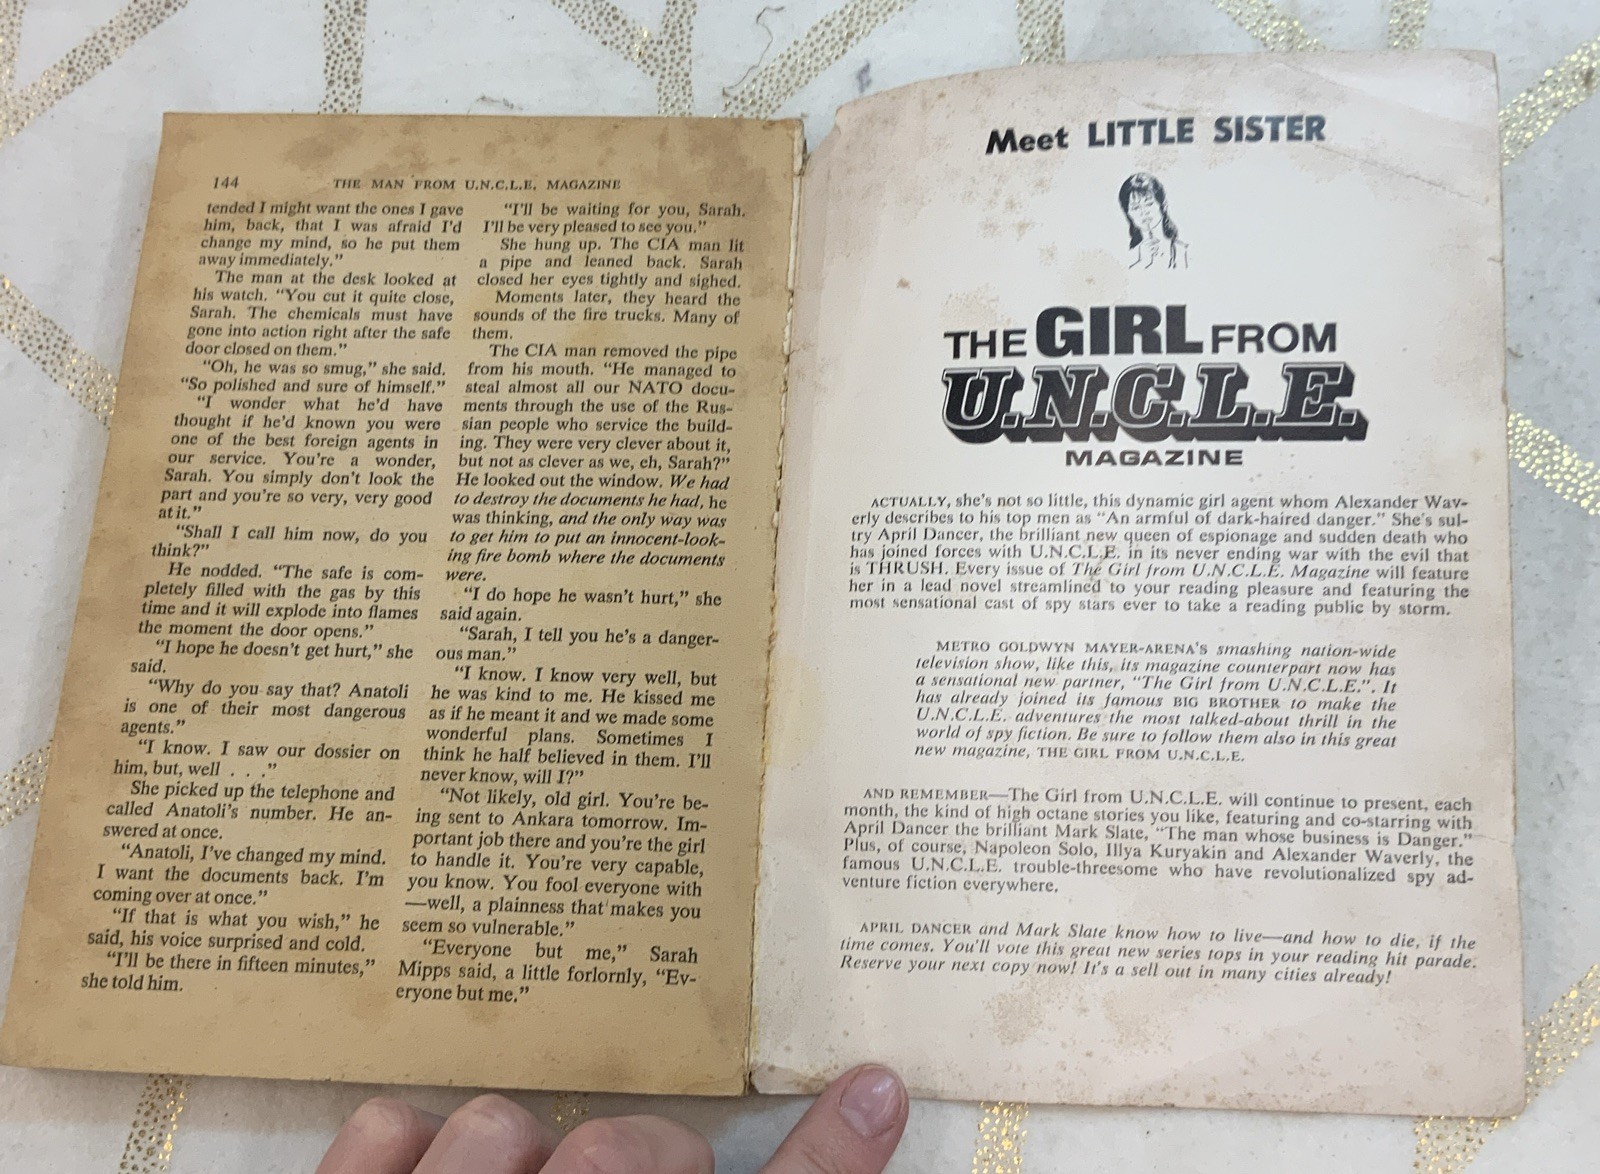 144 THE MAN FROM U.N.C.L.E. MAGAZINE
tended I might want the ones I gave
him, back, that I was afraid I'd
change my mind, so he put them
away immediately."
The man at the desk looked at
his watch. "You cut it quite close,
Sarah. The chemicals must have
gone into action right after the safe
door closed on them."
"Oh, he was so smug," she said.
"So polished and sure of himself."
"I wonder what he'd have
thought if he'd known you were
one of the best foreign agents in
our service. You're a wonder,
Sarah. You simply don't look the
part and you're so very, very good
at it."
"Shall I call him now, do you
think?"
He nodded. "The safe is com-
pletely filled with the gas by this
time and it will explode into flames
the moment the door opens."
"I hope he doesn't get hurt," she
said.
"Why do you say that? Anatoli
is one of their most dangerous
agents."
"I know. I saw our dossier on
him, but, well . . ."
She picked up the telephone and
called Anatoli's number. He an-
swered at once.
"Anatoli, I've changed my mind.
I want the documents back. I'm
coming over at once."
"If that is what you wish," he
said, his voice surprised and cold.
"I'll be there in fifteen minutes,"
she told him.
"I'll be waiting for you, Sarah.
I'll be very pleased to see you."
She hung up. The CIA man lit
a pipe and leaned back. Sarah
closed her eyes tightly and sighed.
Moments later, they heard the
sounds of the fire trucks. Many of
them.
The CIA man removed the pipe
from his mouth. "He managed to
steal almost all our NATO docu-
ments through the use of the Rus-
sian people who service the build-
ing. They were very clever about it,
but not as clever as we, eh, Sarah?"
He looked out the window. We had
to destroy the documents he had, he
was thinking, and the only way was
to get him to put an innocent-look-
ing fire bomb where the documents
were.
"I do hope he wasn't hurt," she
said again.
"Sarah, I tell you he's a danger-
ous man."
"I know. I know very well, but
he was kind to me. He kissed me
as if he meant it and we made some
wonderful plans. Sometimes I
think he half believed in them. I'll
never know, will I?"
"Not likely, old girl. You're be-
ing sent to Ankara tomorrow. Im-
portant job there and you're the girl
to handle it. You're very capable,
you know. You fool everyone with
—well, a plainness that makes you
seem so vulnerable."
"Everyone but me," Sarah
Mipps said, a little forlornly, "Ev-
eryone but me."
Meet LITTLE SISTER
THE GIRL FROM
U.N.C.L.E.
MAGAZINE
ACTUALLY, she's not so little, this dynamic girl agent whom Alexander Wav-
erly describes to his top men as "An armful of dark-haired danger." She's sul-
try April Dancer, the brilliant new queen of espionage and sudden death who
has joined forces with U.N.C.L.E. in its never ending war with the evil that
is THRUSH. Every issue of The Girl from U.N.C.L.E. Magazine will feature
her in a lead novel streamlined to your reading pleasure and featuring the
most sensational cast of spy stars ever to take a reading public by storm.
METRO GOLDWYN MAYER-ARENA'S smashing nation-wide
television show, like this, its magazine counterpart now has
a sensational new partner, "The Girl from U.N.C.L.E.". It
has already joined its famous BIG BROTHER to make the
U.N.C.L.E. adventures the most talked-about thrill in the
world of spy fiction. Be sure to follow them also in this great
new magazine, THE GIRL FROM U.N.C.L.E.
AND REMEMBER—The Girl from U.N.C.L.E. will continue to present, each
month, the kind of high octane stories you like, featuring and co-starring with
April Dancer the brilliant Mark Slate, "The man whose business is Danger."
Plus, of course, Napoleon Solo, Illya Kuryakin and Alexander Waverly, the
famous U.N.C.L.E. trouble-threesome who have revolutionalized spy ad-
venture fiction everywhere.
APRIL DANCER and Mark Slate know how to live—and how to die, if the
time comes. You'll vote this great new series tops in your reading hit parade.
Reserve your next copy now! It's a sell out in many cities already!